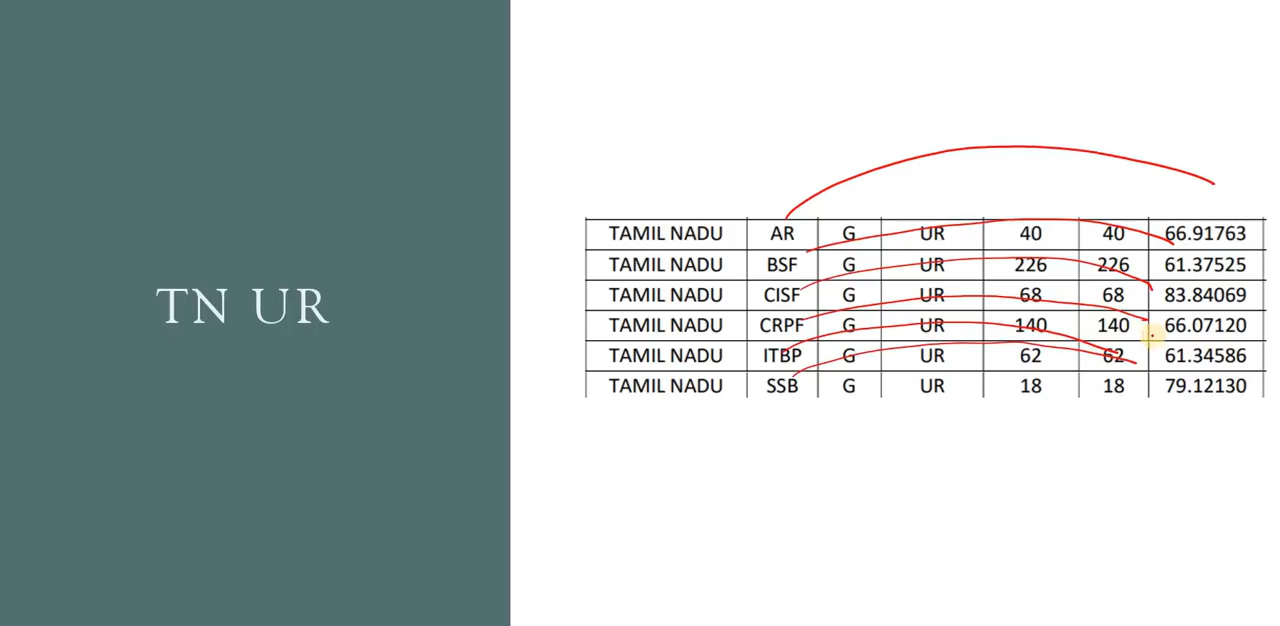 TN UR
TAMIL NADU AR G UR 40 40 66.91763
TAMIL NADU BSF G UR 226 226 61.37525
TAMIL NADU CISF G UR 68 68 83.84069
TAMIL NADU CRPF G UR 140 140 66.07120
TAMIL NADU ITBP G UR 62 62 61.34586
TAMIL NADU SSB G UR 18 18 79.12130